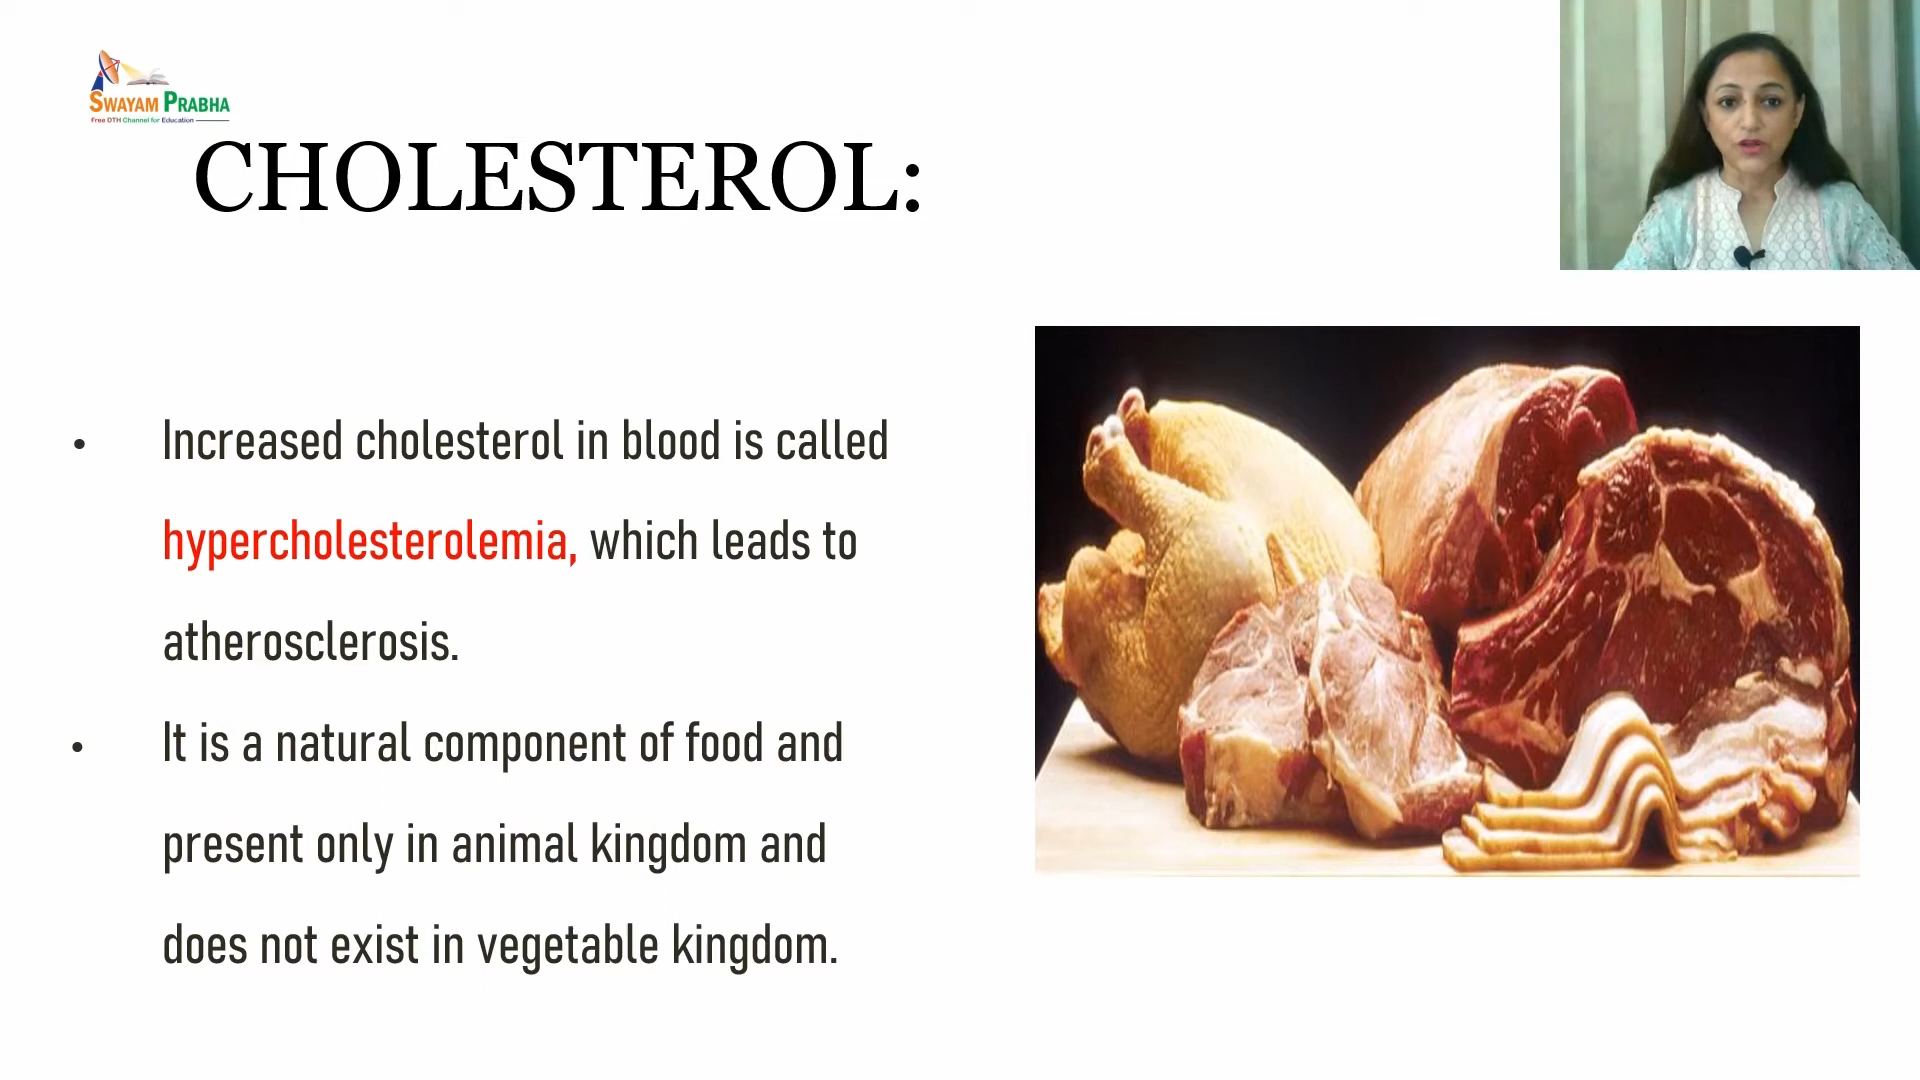 SWAYAM PRABHA
Free DTH Channel for Education
CHOLESTEROL:
• Increased cholesterol in blood is called
hypercholesterolemia, which leads to
atherosclerosis.
• It is a natural component of food and
present only in animal kingdom and
does not exist in vegetable kingdom.